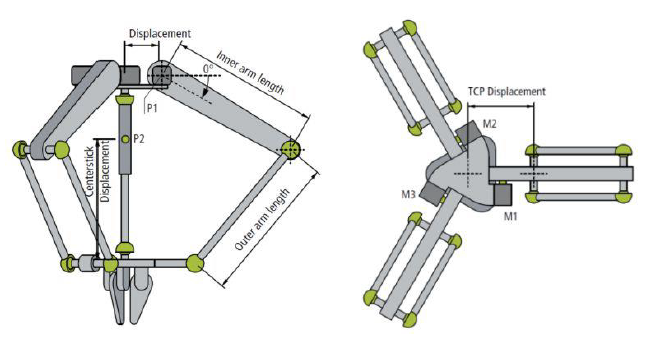 Displacement
Inner arm length
0°
P1
P2
Centerstick
Displacement
Outer arm length
TCP Displacement
M2
M3
M1